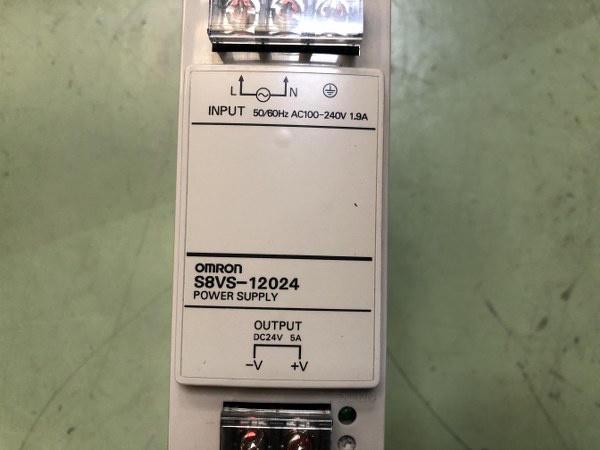 L N
INPUT 50/60Hz AC100-240V 1.9A
OMRON
S8VS-12024
POWER SUPPLY
OUTPUT
DC24V 5A
-V +V